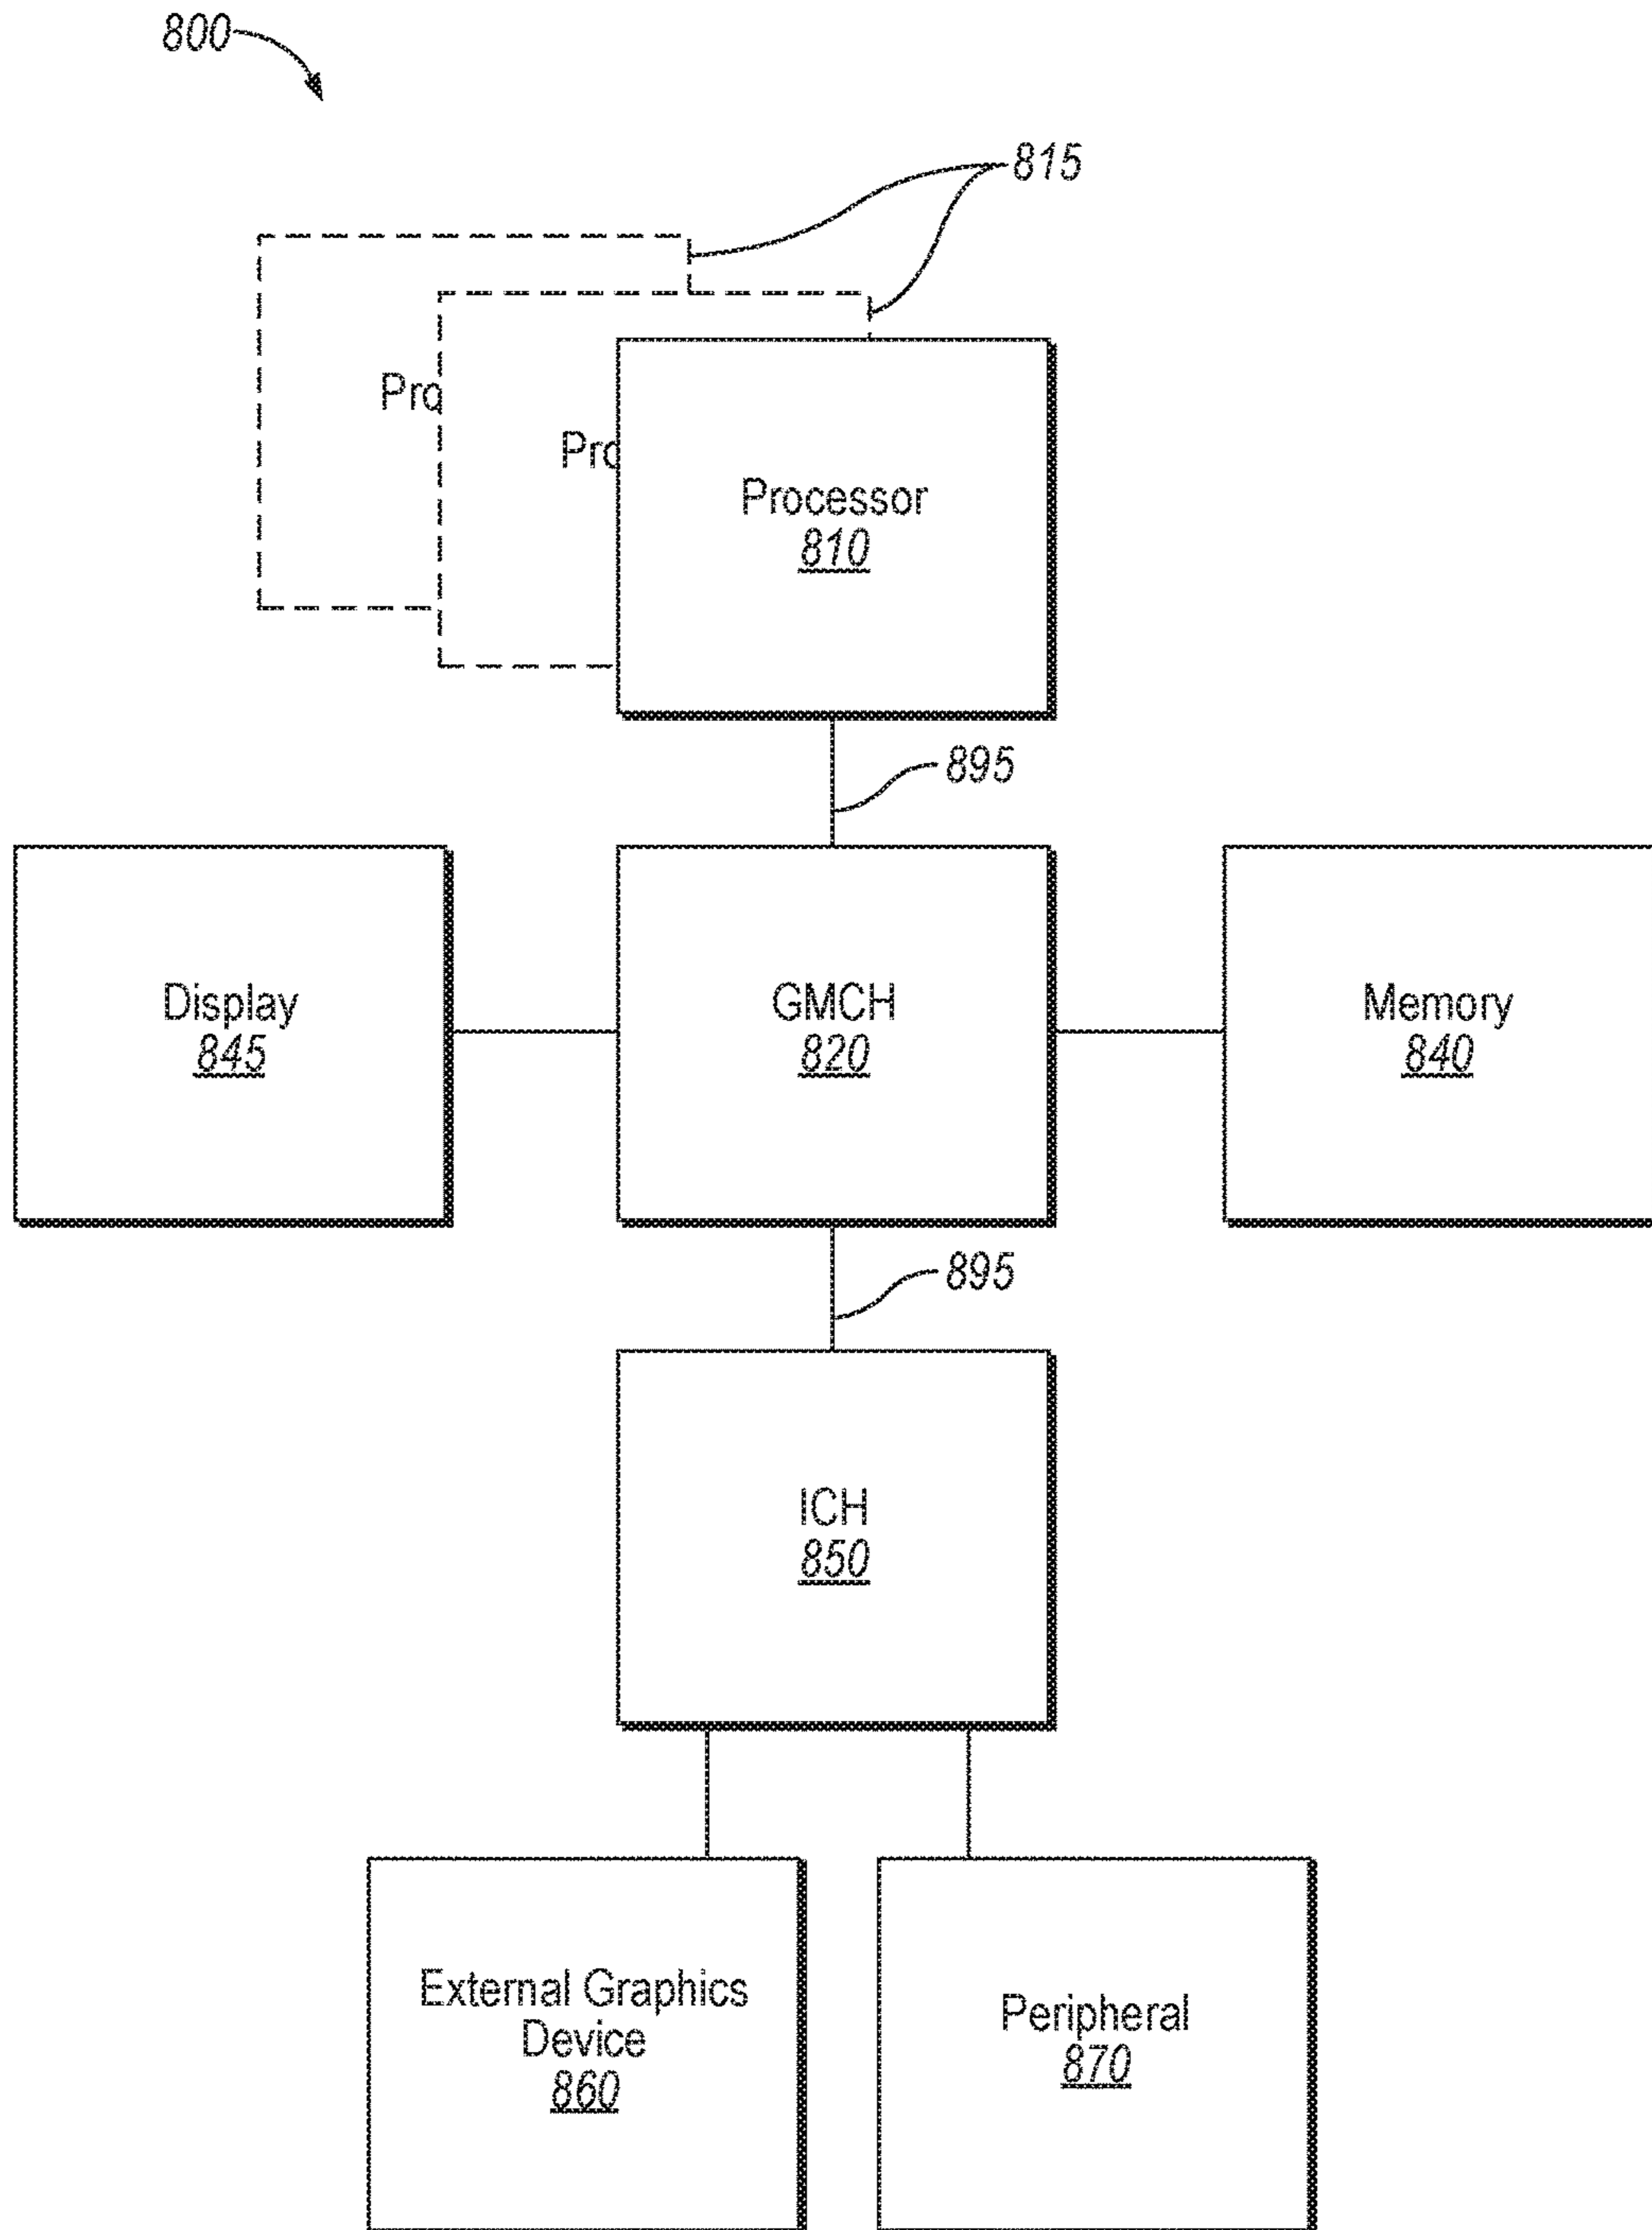 800
815
Pro
Pro
Processor
810
895
Display
845
GMCH
820
Memory
840
895
ICH
850
External Graphics
Device
860
Peripheral
870